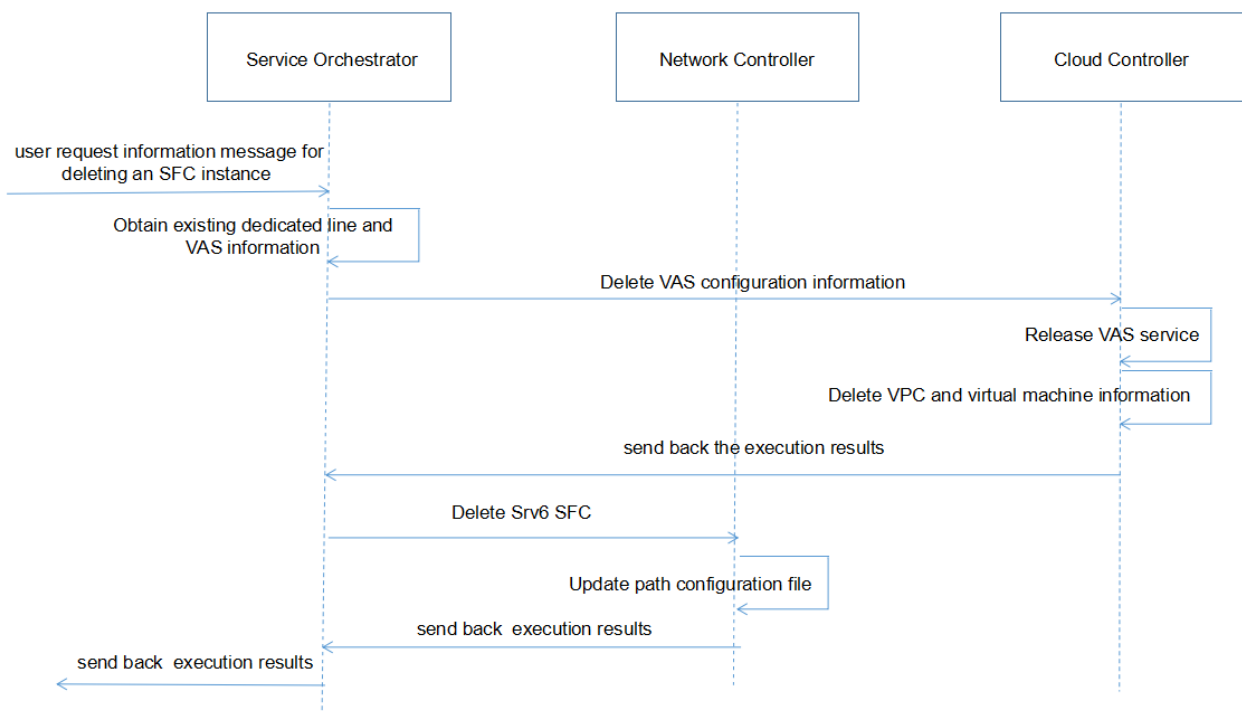 Service Orchestrator
Network Controller
Cloud Controller
user request information message for
deleting an SFC instance
Obtain existing dedicated line and
VAS information
Delete VAS configuration information
Release VAS service
Delete VPC and virtual machine information
send back the execution results
Delete Srv6 SFC
Update path configuration file
send back  execution results
send back  execution results